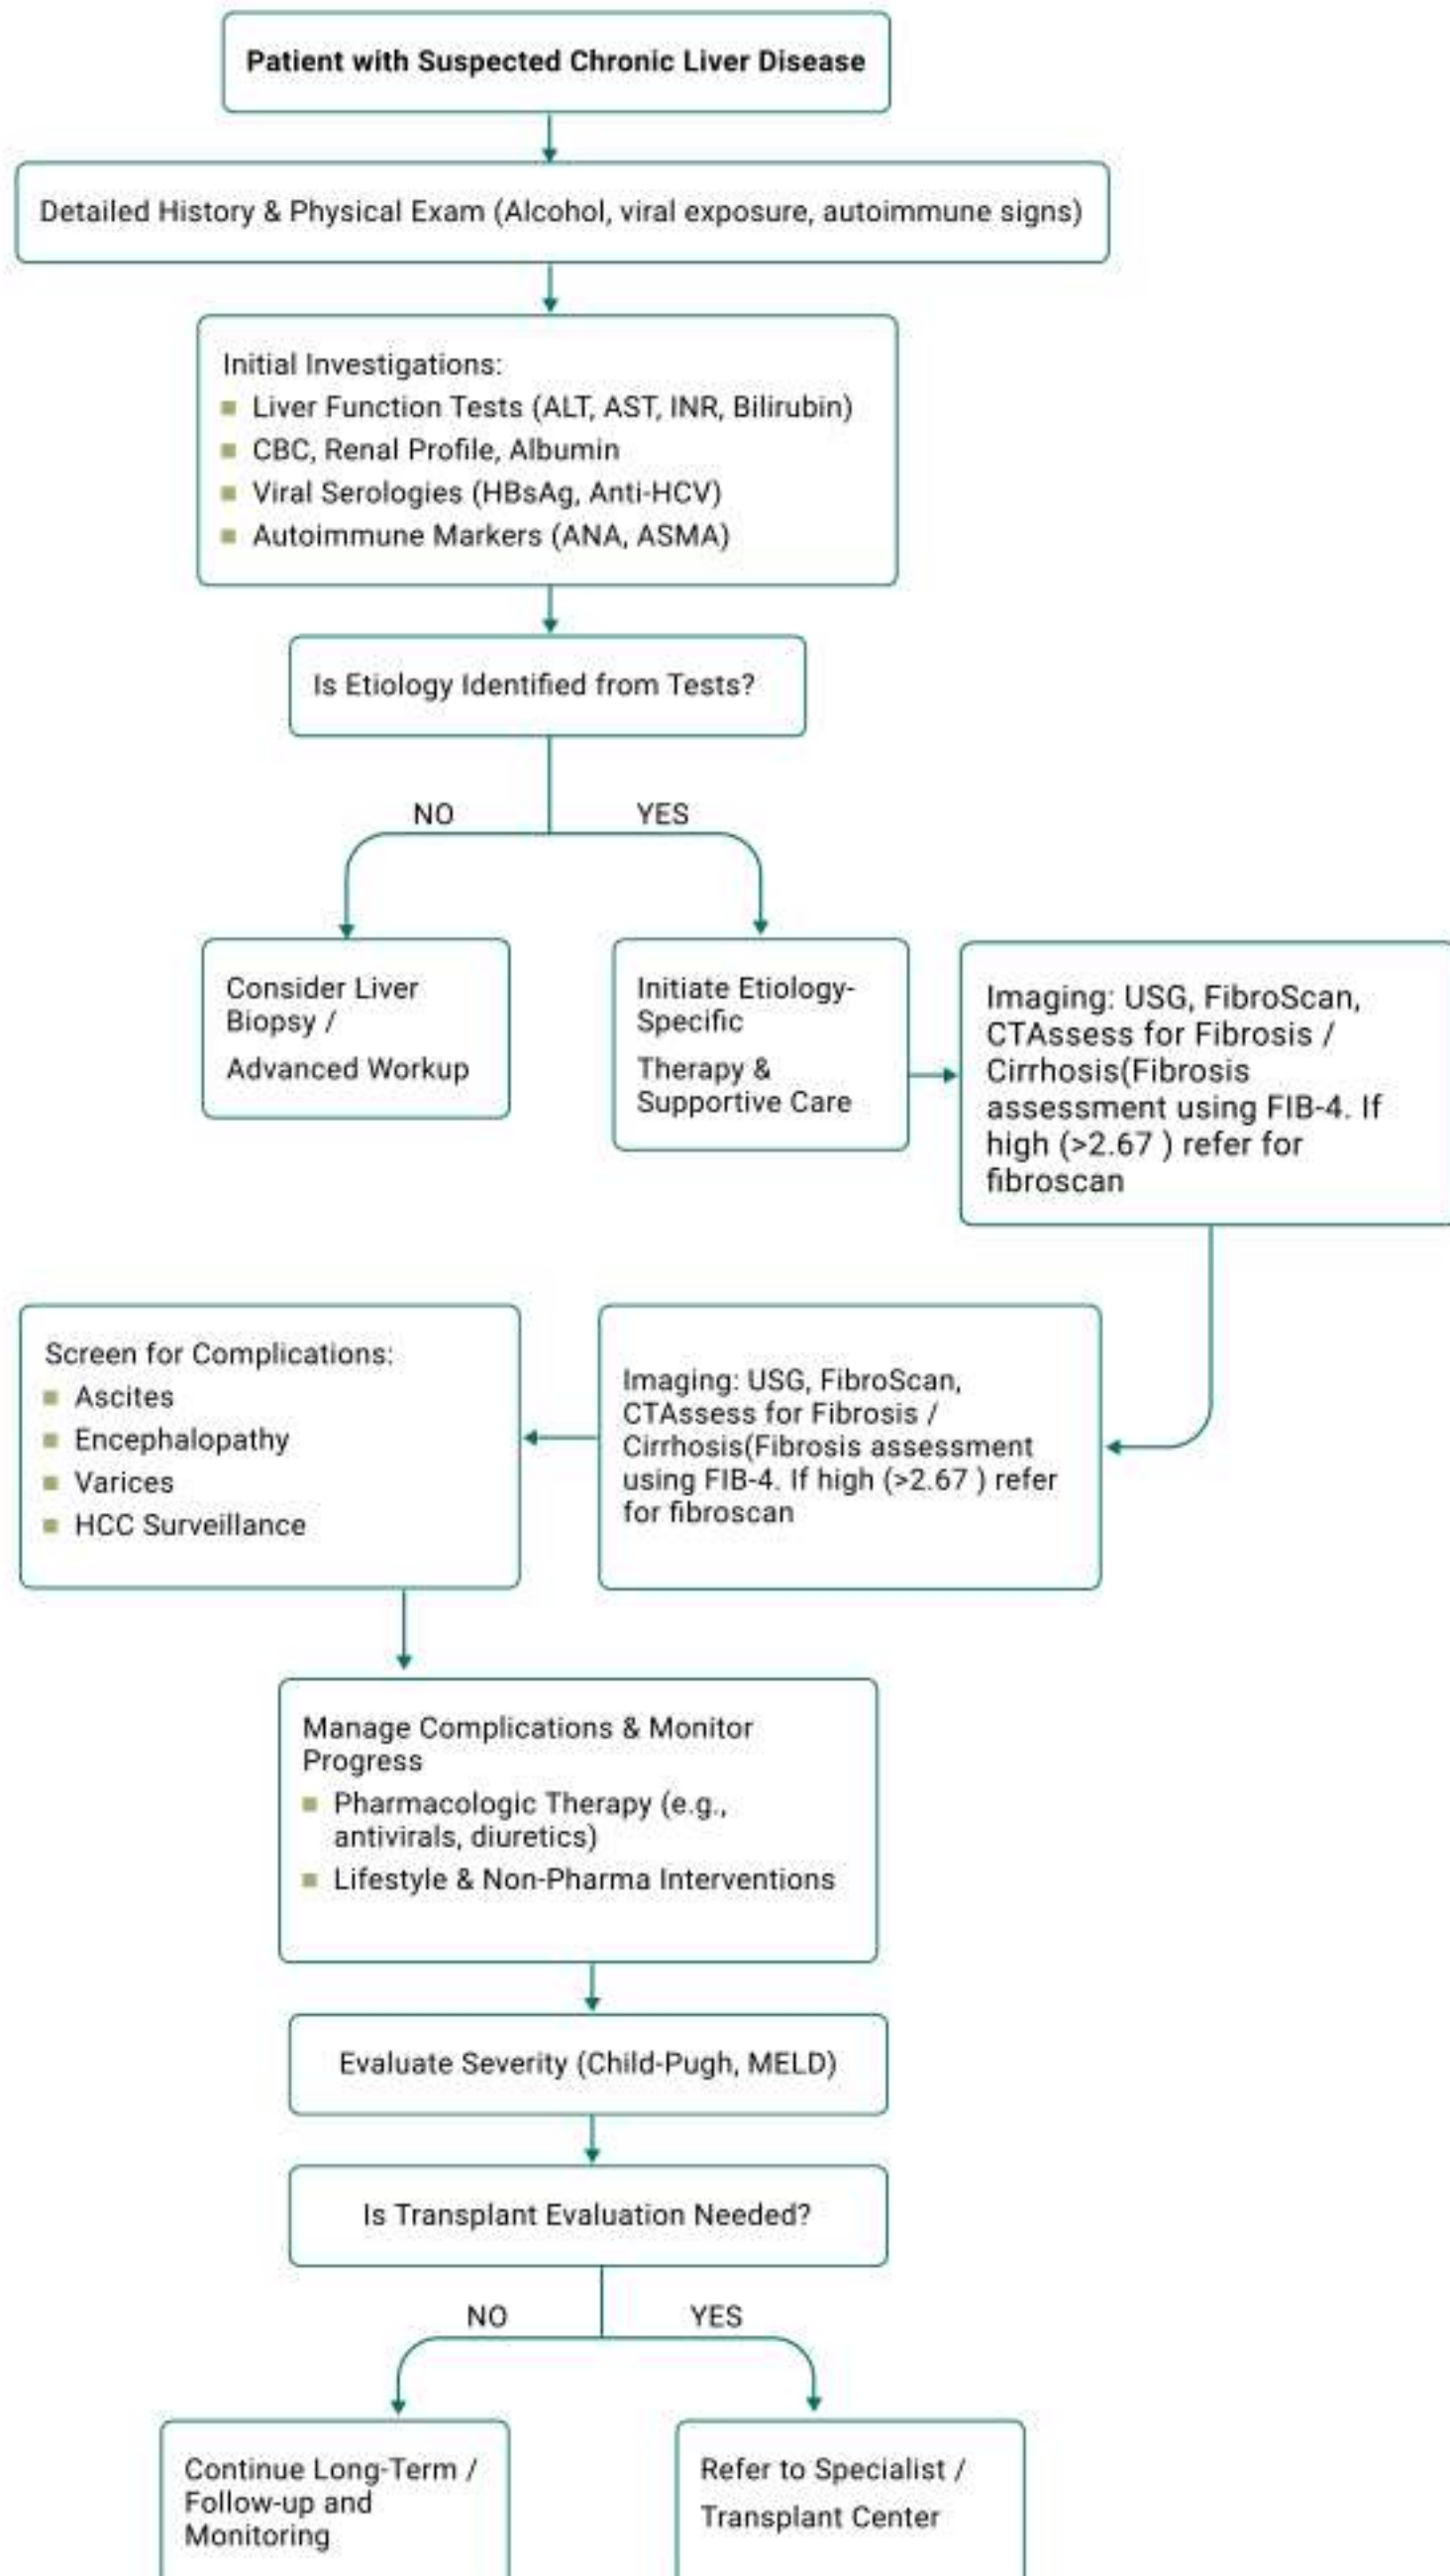 Patient with Suspected Chronic Liver Disease
Detailed History & Physical Exam (Alcohol, viral exposure, autoimmune signs)
Initial Investigations:
Liver Function Tests (ALT, AST, INR, Bilirubin)
CBC, Renal Profile, Albumin
Viral Serologies (HBsAg, Anti-HCV)
Autoimmune Markers (ANA, ASMA)
Is Etiology Identified from Tests?
NO
YES
Consider Liver
Biopsy /
Advanced Workup
Initiate Etiology-
Specific
Therapy &
Supportive Care
Imaging: USG, FibroScan,
CTAssess for Fibrosis /
Cirrhosis(Fibrosis
assessment using FIB-4. If
high (>2.67 ) refer for
fibroscan
Imaging: USG, FibroScan,
CTAssess for Fibrosis /
Cirrhosis(Fibrosis assessment
using FIB-4. If high (>2.67 ) refer
for fibroscan
Screen for Complications:
Ascites
Encephalopathy
Varices
HCC Surveillance
Manage Complications & Monitor
Progress
Pharmacologic Therapy (e.g.,
antivirals, diuretics)
Lifestyle & Non-Pharma Interventions
Evaluate Severity (Child-Pugh, MELD)
Is Transplant Evaluation Needed?
NO
YES
Continue Long-Term /
Follow-up and
Monitoring
Refer to Specialist /
Transplant Center